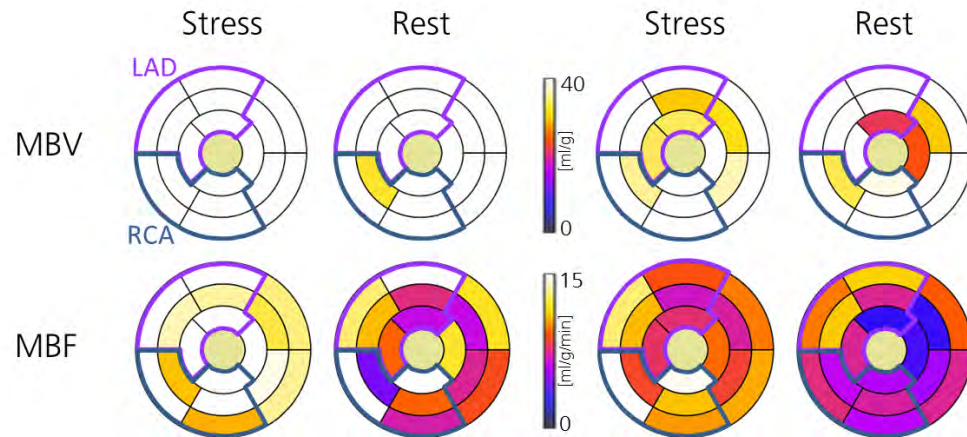 Stress Rest Stress Rest
LAD
MBV
40
[ml/g]
0
RCA
MBF
15
[ml/g/min]
0